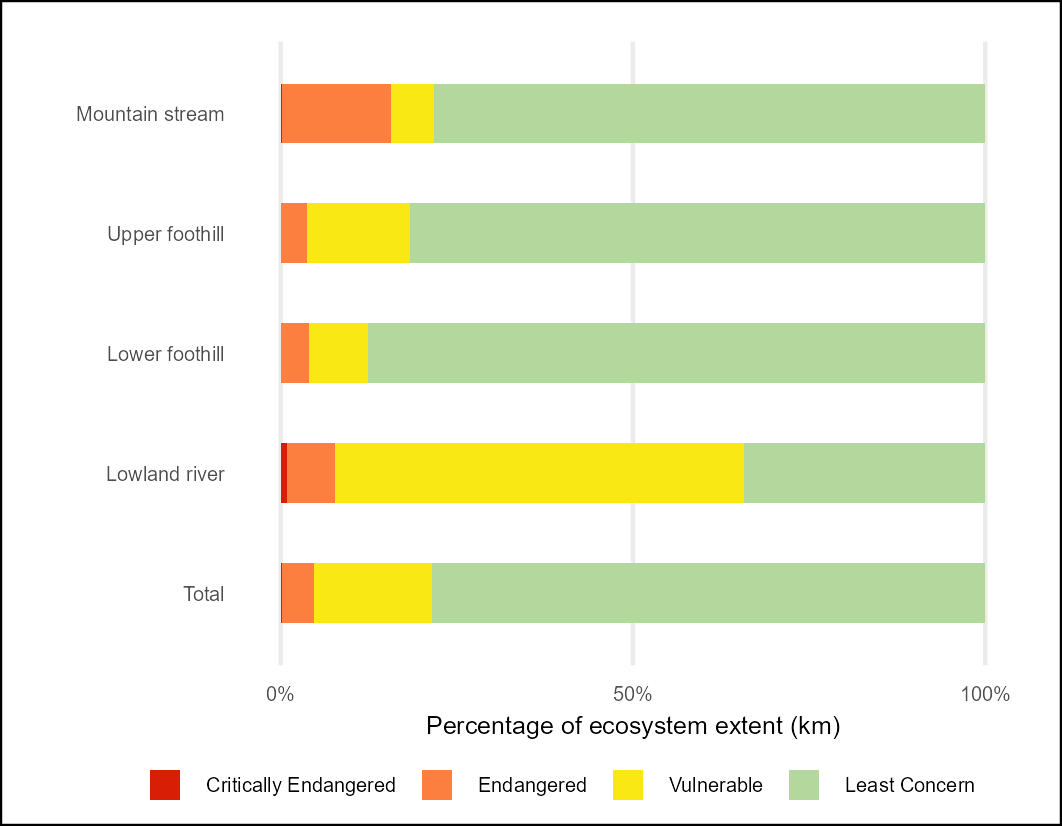 Mountain stream
Upper foothill
Lower foothill
Lowland river
Total
0% 50% 100%
Percentage of ecosystem extent (km)
Critically Endangered Endangered Vulnerable Least Concern